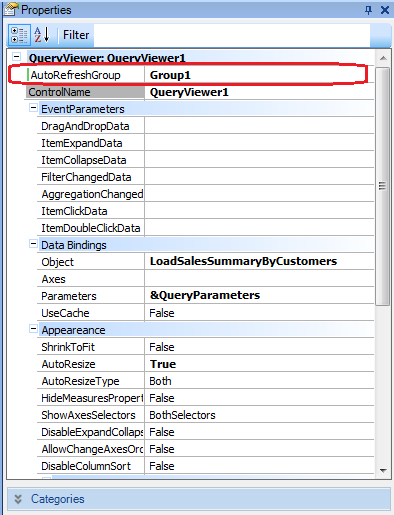 Properties
Filter
QueryViewer: QueryViewer1
AutoRefreshGroup Group1
ControlName QueryViewer1
EventParameters
DragAndDropData
ItemExpandData
ItemCollapseData
FilterChangedData
AggregationChanged
ItemClickData
ItemDoubleClickData
Data Bindings
Object LoadSalesSummaryByCustomers
Axes
Parameters &QueryParameters
UseCache False
Appeareance
ShrinkToFit False
AutoResize True
AutoResizeType Both
HideMeasuresPropert False
ShowAxesSelectors BothSelectors
DisableExpandCollaps False
AllowChangeAxesOrd False
DisableColumnSort False
Categories